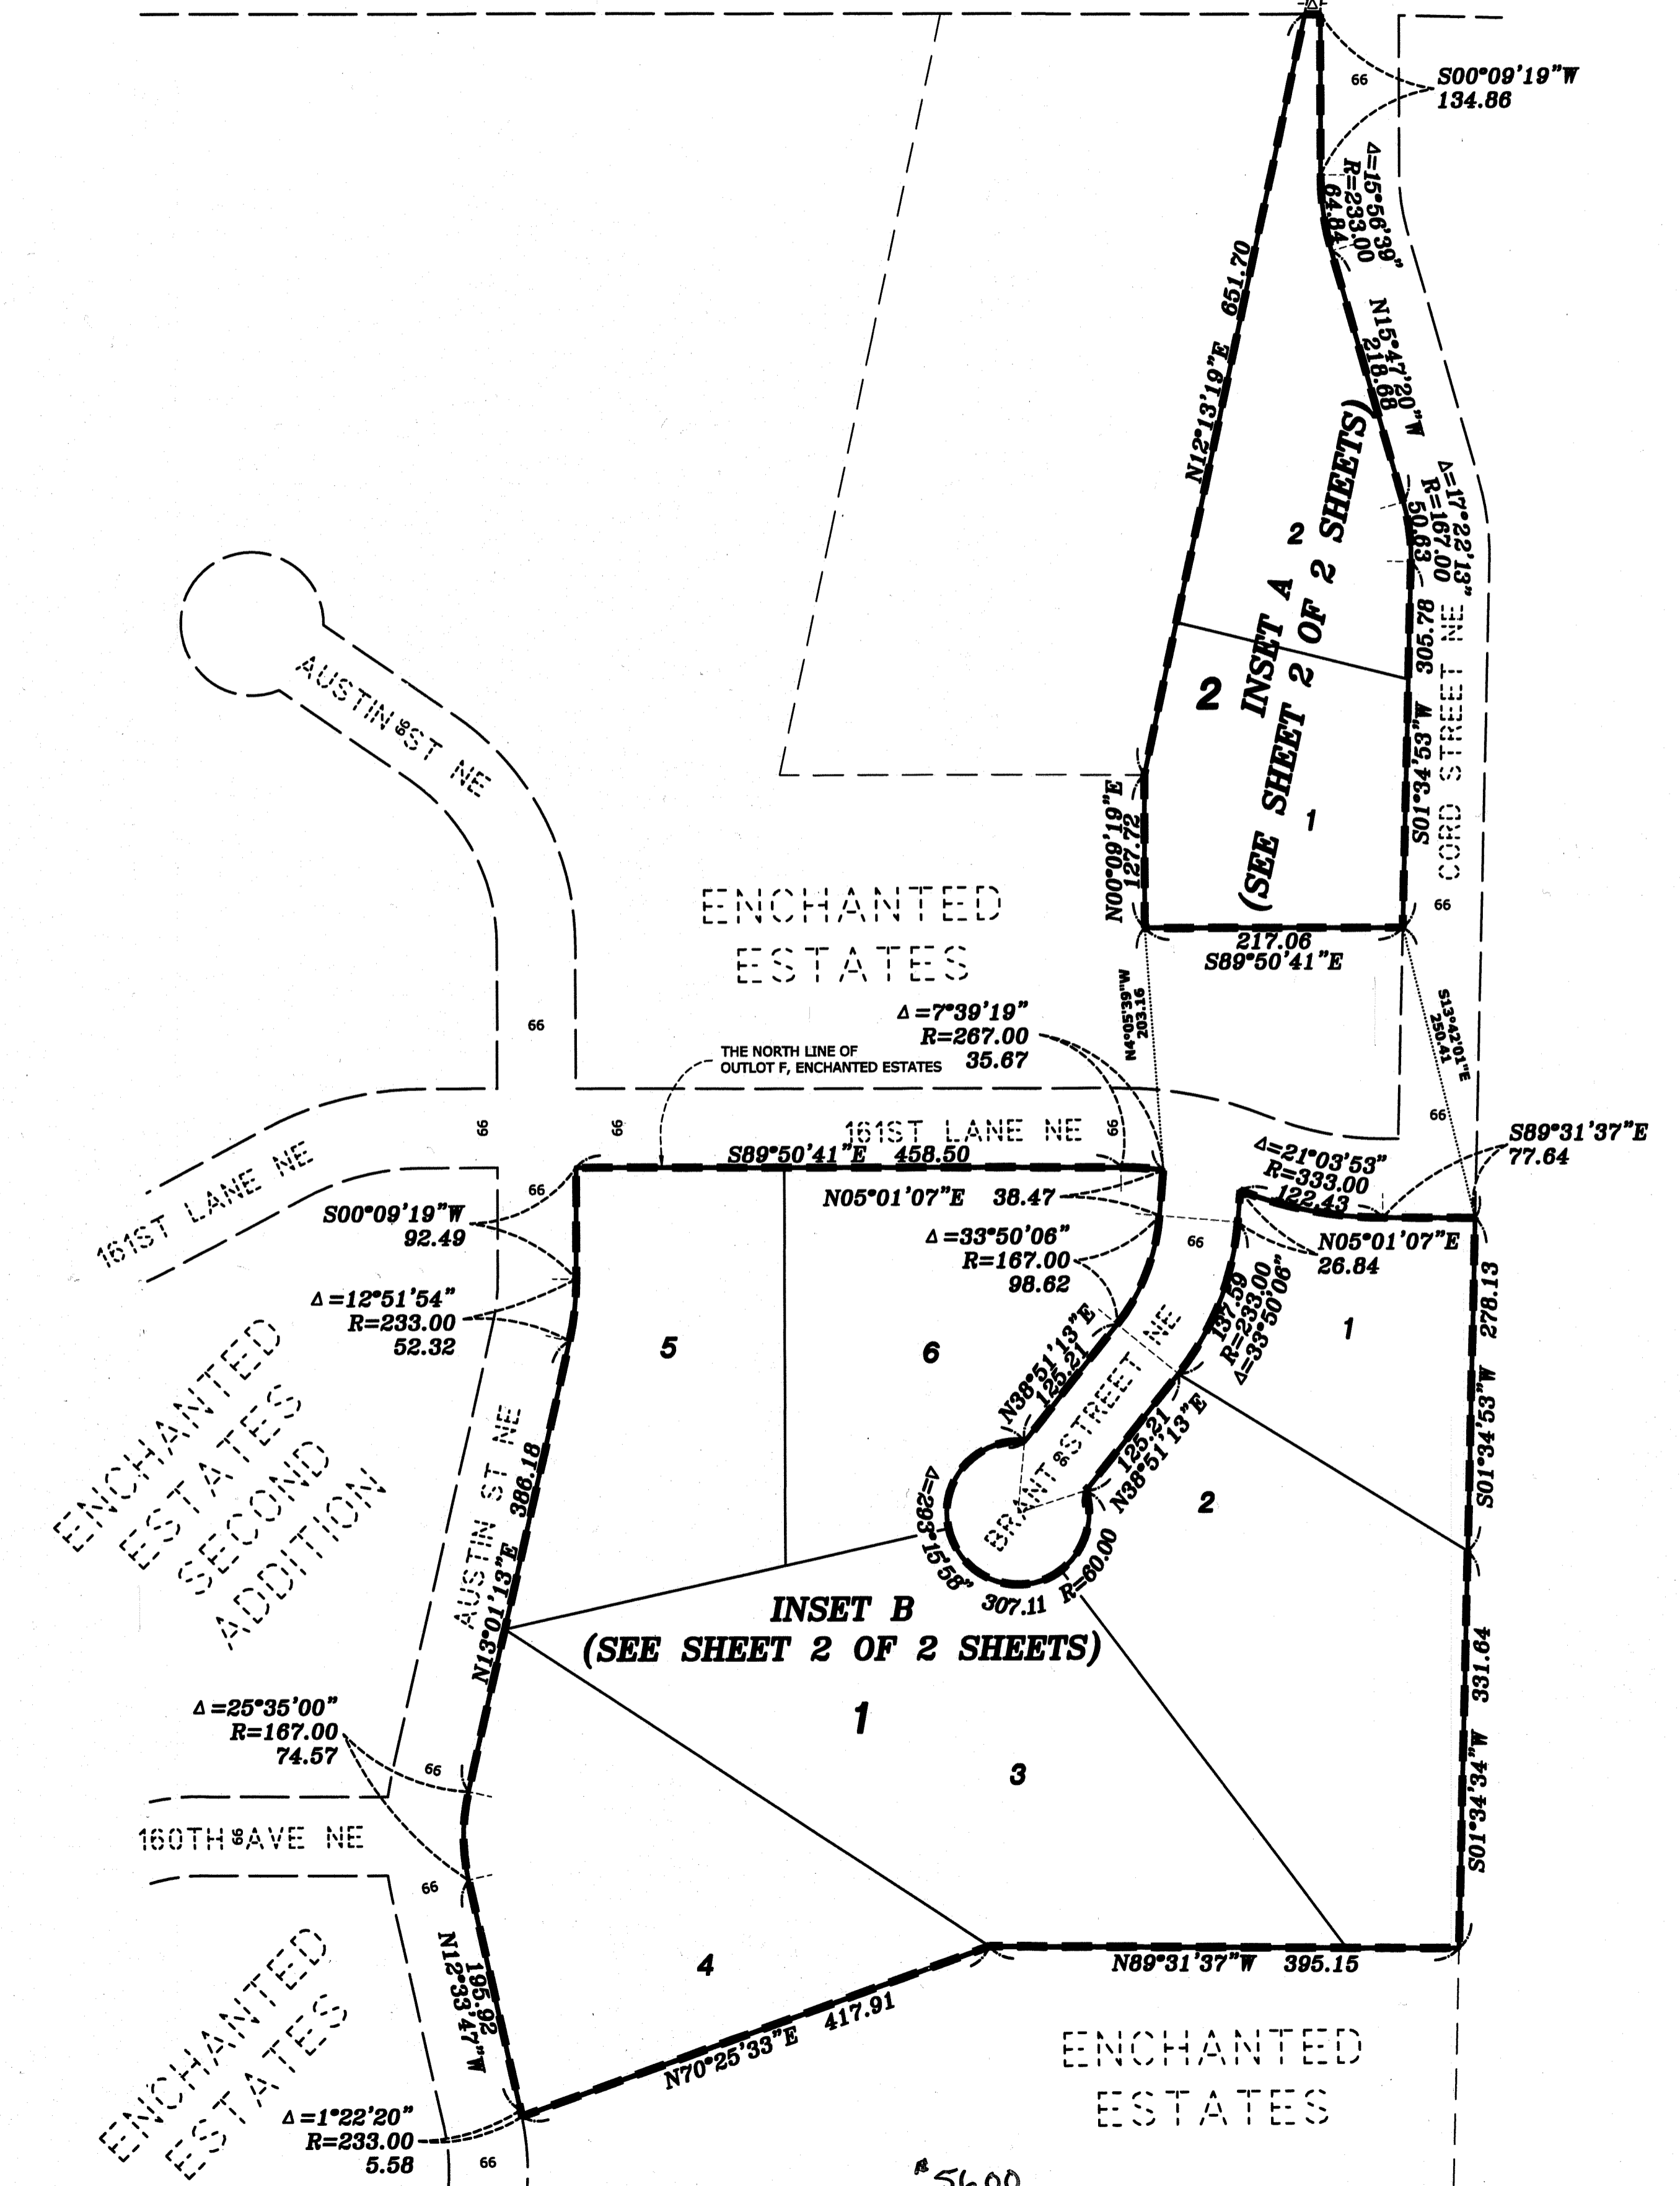 S00°09'19"W
134.86
66
Δ=15°56'39"
R=233.00
64.84
N15°47'20"W
218.68
N12°13'19"E 651.70
Δ=17°22'13"
R=167.00
50.63
2
INSET A
(SEE SHEET 2 OF 2 SHEETS)
2
1
S01°34'53"W 305.78
CORD STREET NE
66
N00°09'19"E
127.72
217.06
S89°50'41"E
AUSTIN ST NE
66
66
ENCHANTED
ESTATES
N4°05'39"W
203.16
S13°42'01"E
250.41
Δ=7°39'19"
R=267.00
35.67
THE NORTH LINE OF
OUTLOT F, ENCHANTED ESTATES
66
66
66
66
161ST LANE NE
161ST LANE NE
S89°50'41"E 458.50
S89°31'37"E
77.64
Δ=21°03'53"
R=333.00
122.43
66
S00°09'19"W
92.49
N05°01'07"E 38.47
Δ=33°50'06"
R=167.00
98.62
66
N05°01'07"E
26.84
Δ=12°51'54"
R=233.00
52.32
137.59
R=233.00
Δ=33°50'06"
1
S01°34'53"W 278.13
5
6
N38°51'13"E
125.21
BRANT STREET NE
66
125.21
N38°51'13"E
2
ENCHANTED
ESTATES
SECOND
ADDITION
AUSTIN ST NE
N13°01'13"E 386.18
Δ=293°15'58"
307.11
R=60.00
INSET B
(SEE SHEET 2 OF 2 SHEETS)
1
3
S01°34'34"W 331.64
Δ=25°35'00"
R=167.00
74.57
66
160TH AVE NE
66
66
195.92
N12°33'47"W
4
N89°31'37"W 395.15
N70°25'33"E 417.91
ENCHANTED
ESTATES
ENCHANTED
ESTATES
Δ=1°22'20"
R=233.00
5.58
66
56.00